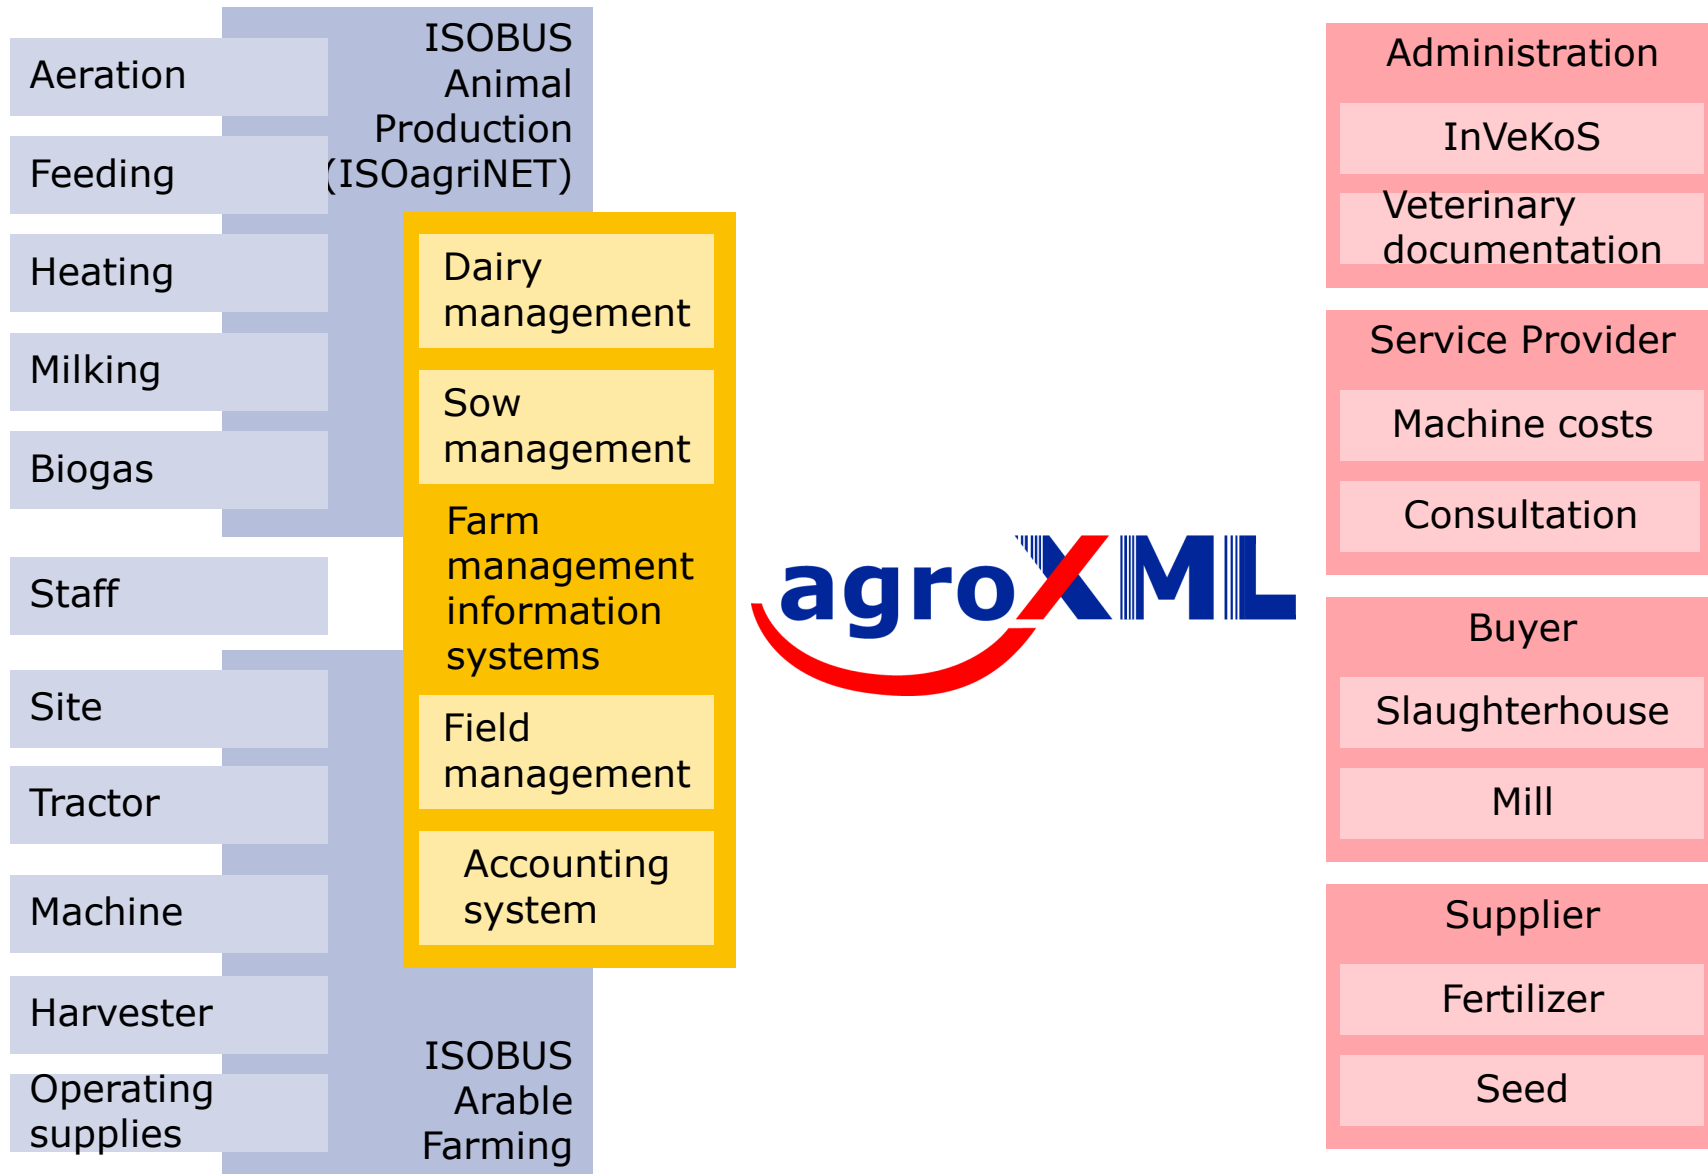 Aeration
Feeding
Heating
Milking
Biogas
Staff
Site
Tractor
Machine
Harvester
Operating
supplies
ISOBUS
Animal
Production
(ISOagriNET)
Dairy
management
Sow
management
Farm
management
information
systems
Field
management
Accounting
system
ISOBUS
Arable
Farming
agroXML
Administration
InVeKoS
Veterinary
documentation
Service Provider
Machine costs
Consultation
Buyer
Slaughterhouse
Mill
Supplier
Fertilizer
Seed